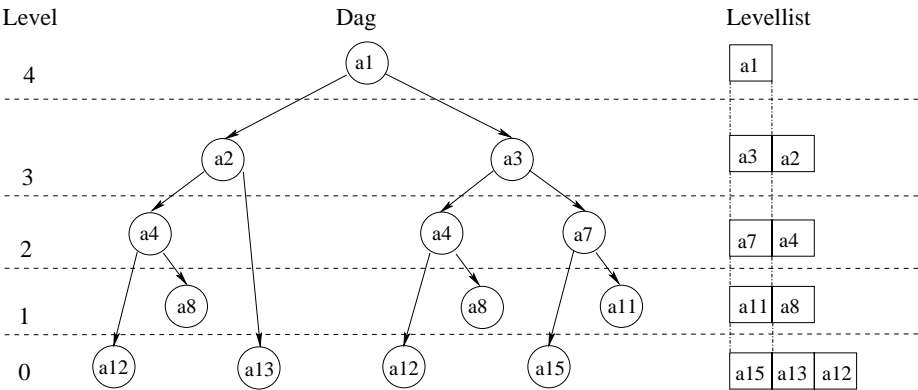 Level Dag Levellist
4 a1 a1
3 a2 a3 a3 a2
2 a4 a4 a7 a7 a4
1 a8 a8 a11 a11 a8
0 a12 a13 a12 a15 a15 a13 a12